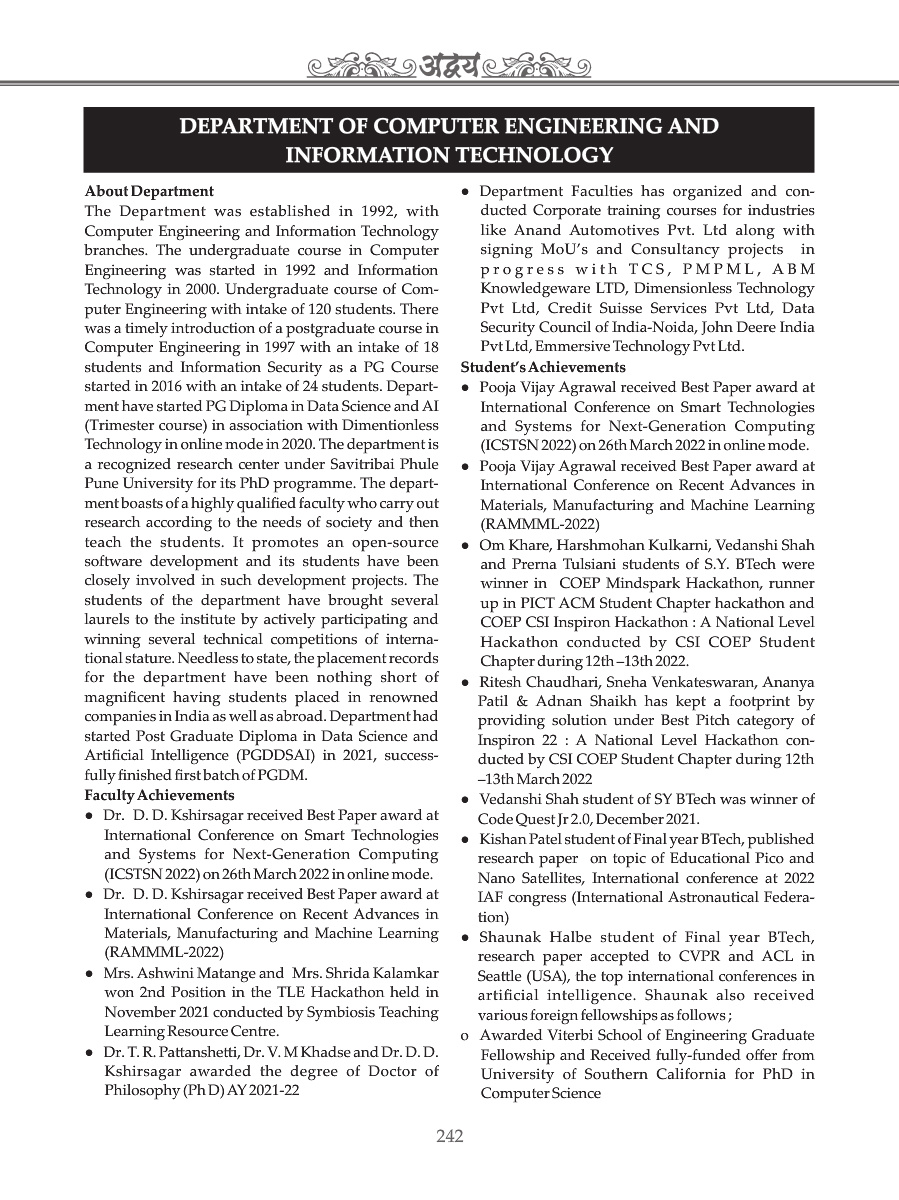 अद्वय
DEPARTMENT OF COMPUTER ENGINEERING AND
INFORMATION TECHNOLOGY
About Department
The Department was established in 1992, with
Computer Engineering and Information Technology
branches. The undergraduate course in Computer
Engineering was started in 1992 and Information
Technology in 2000. Undergraduate course of Com-
puter Engineering with intake of 120 students. There
was a timely introduction of a postgraduate course in
Computer Engineering in 1997 with an intake of 18
students and Information Security as a PG Course
started in 2016 with an intake of 24 students. Depart-
ment have started PG Diploma in Data Science and AI
(Trimester course) in association with Dimentionless
Technology in online mode in 2020. The department is
a recognized research center under Savitribai Phule
Pune University for its PhD programme. The depart-
ment boasts of a highly qualified faculty who carry out
research according to the needs of society and then
teach the students. It promotes an open-source
software development and its students have been
closely involved in such development projects. The
students of the department have brought several
laurels to the institute by actively participating and
winning several technical competitions of interna-
tional stature. Needless to state, the placement records
for the department have been nothing short of
magnificent having students placed in renowned
companies in India as well as abroad. Department had
started Post Graduate Diploma in Data Science and
Artificial Intelligence (PGDDSAI) in 2021, success-
fully finished first batch of PGDM.
Faculty Achievements
● Dr. D. D. Kshirsagar received Best Paper award at
International Conference on Smart Technologies
and Systems for Next-Generation Computing
(ICSTSN 2022) on 26th March 2022 in online mode.
● Dr. D. D. Kshirsagar received Best Paper award at
International Conference on Recent Advances in
Materials, Manufacturing and Machine Learning
(RAMMML-2022)
● Mrs. Ashwini Matange and Mrs. Shrida Kalamkar
won 2nd Position in the TLE Hackathon held in
November 2021 conducted by Symbiosis Teaching
Learning Resource Centre.
● Dr. T. R. Pattanshetti, Dr. V. M Khadse and Dr. D. D.
Kshirsagar awarded the degree of Doctor of
Philosophy (Ph D) AY 2021-22
● Department Faculties has organized and con-
ducted Corporate training courses for industries
like Anand Automotives Pvt. Ltd along with
signing MoU's and Consultancy projects in
progress with TCS, PMPML, ABM
Knowledgeware LTD, Dimensionless Technology
Pvt Ltd, Credit Suisse Services Pvt Ltd, Data
Security Council of India-Noida, John Deere India
Pvt Ltd, Emmersive Technology Pvt Ltd.
Student's Achievements
● Pooja Vijay Agrawal received Best Paper award at
International Conference on Smart Technologies
and Systems for Next-Generation Computing
(ICSTSN 2022) on 26th March 2022 in online mode.
● Pooja Vijay Agrawal received Best Paper award at
International Conference on Recent Advances in
Materials, Manufacturing and Machine Learning
(RAMMML-2022)
● Om Khare, Harshmohan Kulkarni, Vedanshi Shah
and Prerna Tulsiani students of S.Y. BTech were
winner in COEP Mindspark Hackathon, runner
up in PICT ACM Student Chapter hackathon and
COEP CSI Inspiron Hackathon : A National Level
Hackathon conducted by CSI COEP Student
Chapter during 12th –13th 2022.
● Ritesh Chaudhari, Sneha Venkateswaran, Ananya
Patil & Adnan Shaikh has kept a footprint by
providing solution under Best Pitch category of
Inspiron 22 : A National Level Hackathon con-
ducted by CSI COEP Student Chapter during 12th
–13th March 2022
● Vedanshi Shah student of SY BTech was winner of
Code Quest Jr 2.0, December 2021.
● Kishan Patel student of Final year BTech, published
research paper on topic of Educational Pico and
Nano Satellites, International conference at 2022
IAF congress (International Astronautical Federa-
tion)
● Shaunak Halbe student of Final year BTech,
research paper accepted to CVPR and ACL in
Seattle (USA), the top international conferences in
artificial intelligence. Shaunak also received
various foreign fellowships as follows ;
o Awarded Viterbi School of Engineering Graduate
Fellowship and Received fully-funded offer from
University of Southern California for PhD in
Computer Science
242